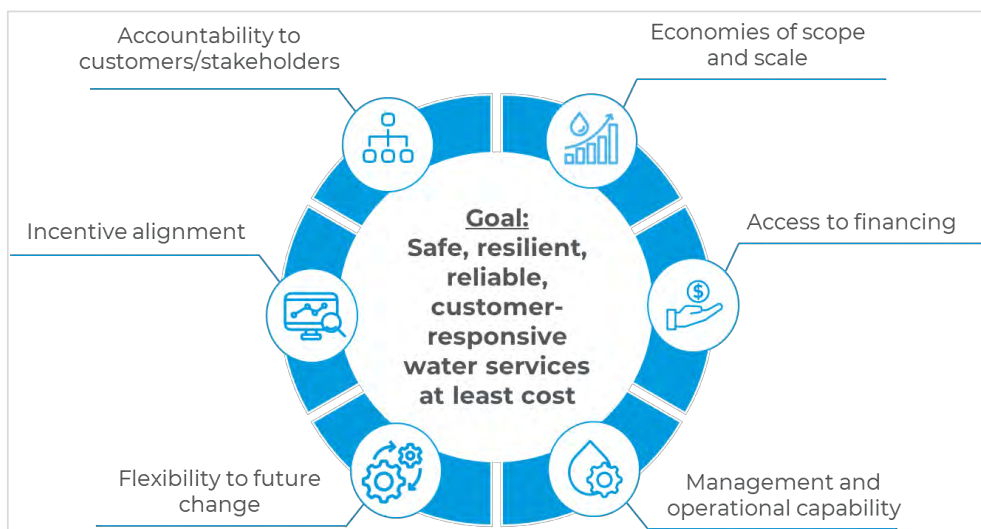 Accountability to
customers/stakeholders
Economies of scope
and scale
Incentive alignment
Access to financing
Goal:
Safe, resilient,
reliable,
customer-
responsive
water services
at least cost
$
Flexibility to future
change
Management and
operational capability